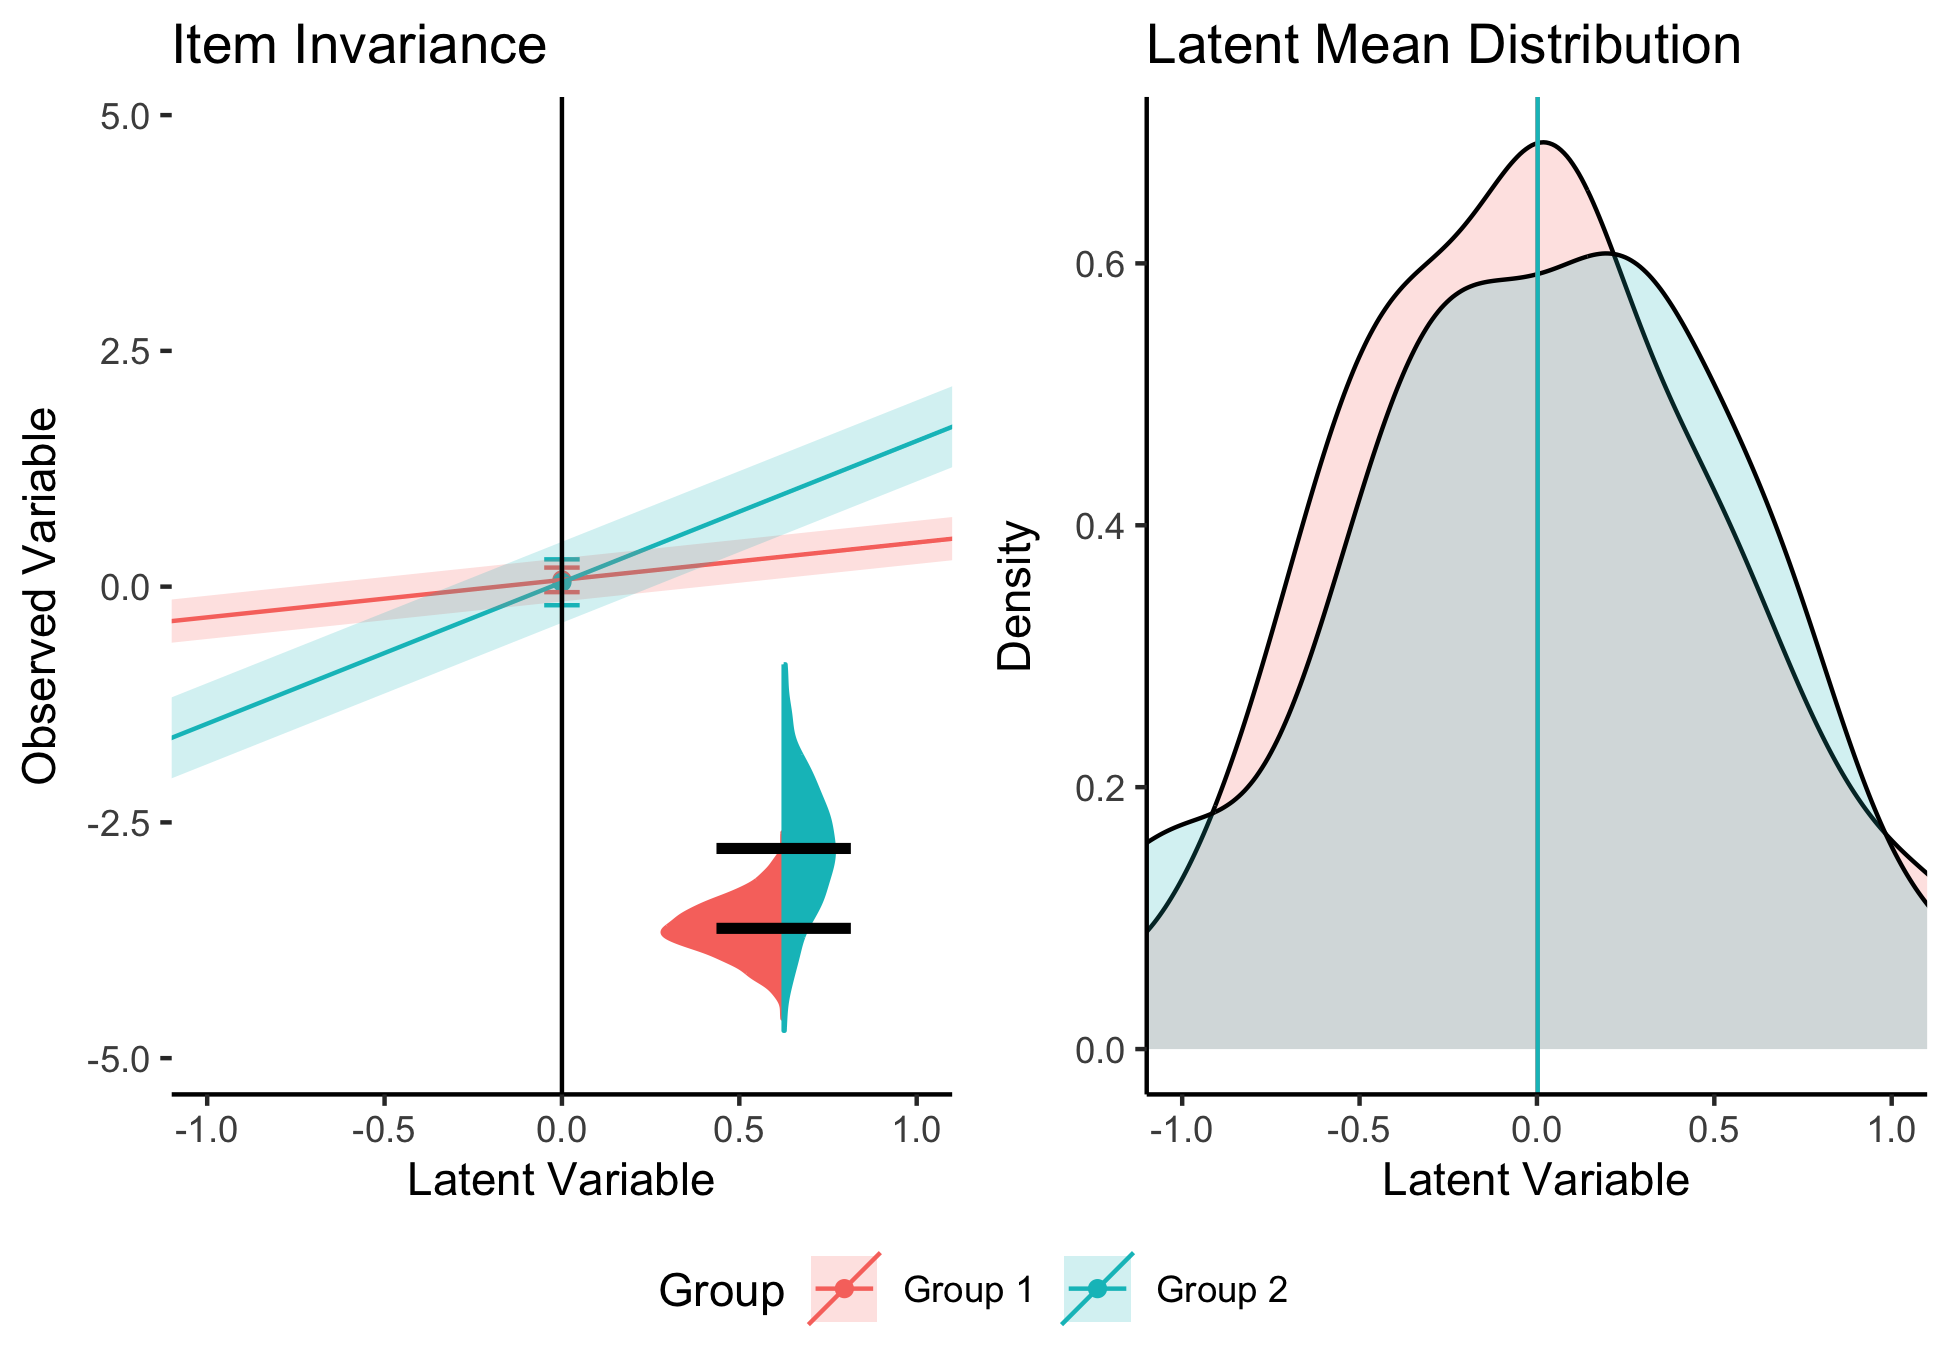 Item Invariance
5.0
2.5
0.0
-2.5
-5.0
Observed Variable
-1.0 -0.5 0.0 0.5 1.0
Latent Variable
Latent Mean Distribution
0.6
0.4
0.2
0.0
Density
-1.0 -0.5 0.0 0.5 1.0
Latent Variable
Group Group 1 Group 2